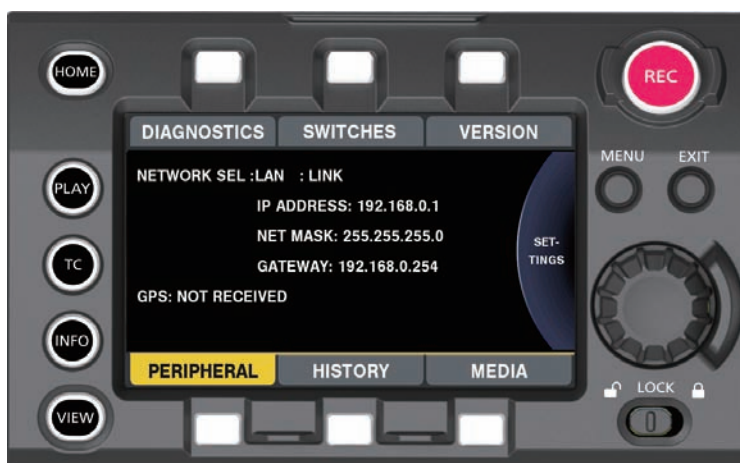 HOME
REC
DIAGNOSTICS SWITCHES VERSION
MENU EXIT
NETWORK SEL :LAN : LINK
PLAY
IP ADDRESS: 192.168.0.1
NET MASK: 255.255.255.0
SET-
TINGS
TC
GATEWAY: 192.168.0.254
GPS: NOT RECEIVED
INFO
PERIPHERAL HISTORY MEDIA
LOCK
VIEW